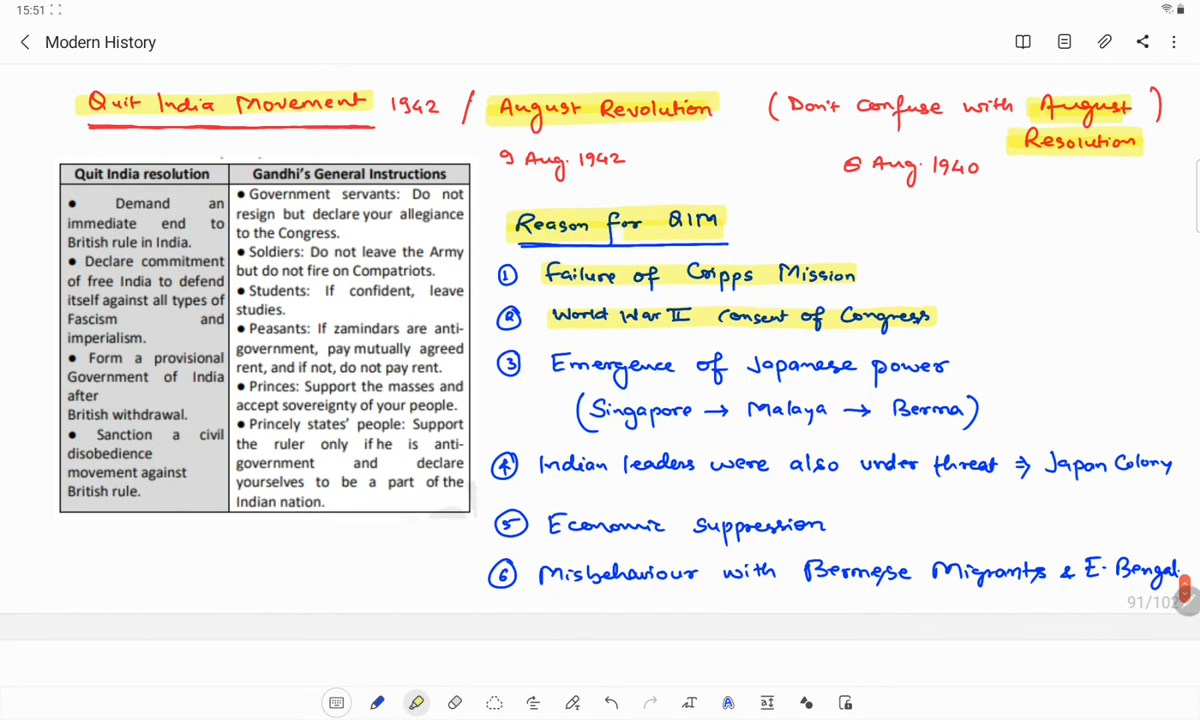 15:51
Modern History
Quit India Movement 1942 / August Revolution (Don't Confuse with August)
Resolution
9 Aug. 1942
8 Aug. 1940
Quit India resolution
• Demand an
immediate end to
British rule in India.
• Declare commitment
of free India to defend
itself against all types of
Fascism and
imperialism.
• Form a provisional
Government of India
after
British withdrawal.
• Sanction a civil
disobedience
movement against
British rule.
Gandhi's General Instructions
• Government servants: Do not
resign but declare your allegiance
to the Congress.
• Soldiers: Do not leave the Army
but do not fire on Compatriots.
• Students: If confident, leave
studies.
• Peasants: If zamindars are anti-
government, pay mutually agreed
rent, and if not, do not pay rent.
• Princes: Support the masses and
accept sovereignty of your people.
• Princely states' people: Support
the ruler only if he is anti-
government and declare
yourselves to be a part of the
Indian nation.
Reason for QIM
① Failure of Cripps Mission
② World War II Consent of Congress
③ Emergence of Japanese power
(Singapore → Malaya → Berma)
④ Indian leaders were also under threat ⇒ Japan Colony
⑤ Economic Suppression
⑥ Misbehaviour with Bermese Migrants & E. Bengal.
91/102